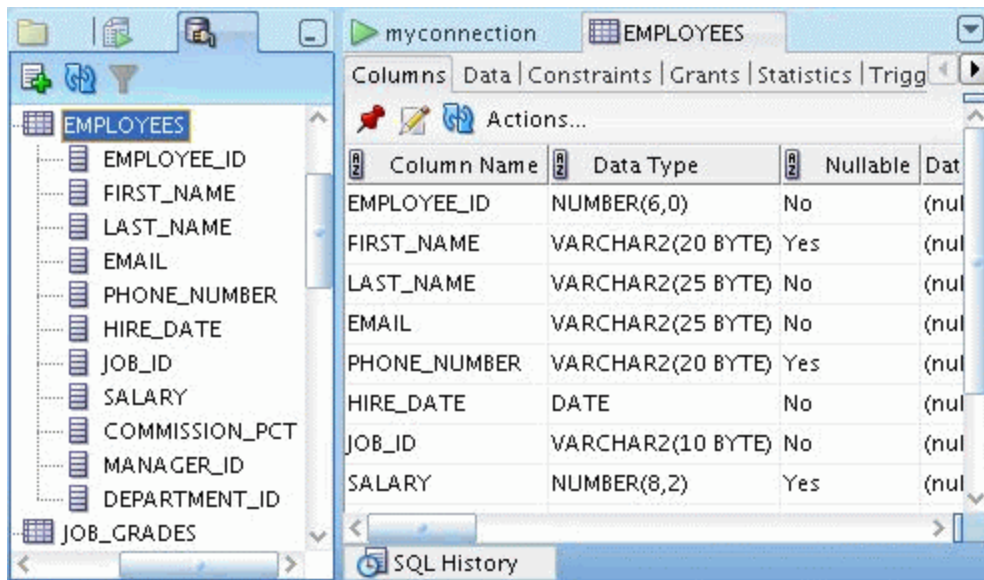 EMPLOYEES
EMPLOYEE_ID
FIRST_NAME
LAST_NAME
EMAIL
PHONE_NUMBER
HIRE_DATE
JOB_ID
SALARY
COMMISSION_PCT
MANAGER_ID
DEPARTMENT_ID
JOB_GRADES
myconnection EMPLOYEES
Columns Data Constraints Grants Statistics Trigg
Actions...
Column Name Data Type Nullable Dat
EMPLOYEE_ID NUMBER(6,0) No (nul
FIRST_NAME VARCHAR2(20 BYTE) Yes (nul
LAST_NAME VARCHAR2(25 BYTE) No (nul
EMAIL VARCHAR2(25 BYTE) No (nul
PHONE_NUMBER VARCHAR2(20 BYTE) Yes (nul
HIRE_DATE DATE No (nul
JOB_ID VARCHAR2(10 BYTE) No (nul
SALARY NUMBER(8,2) Yes (nul
SQL History